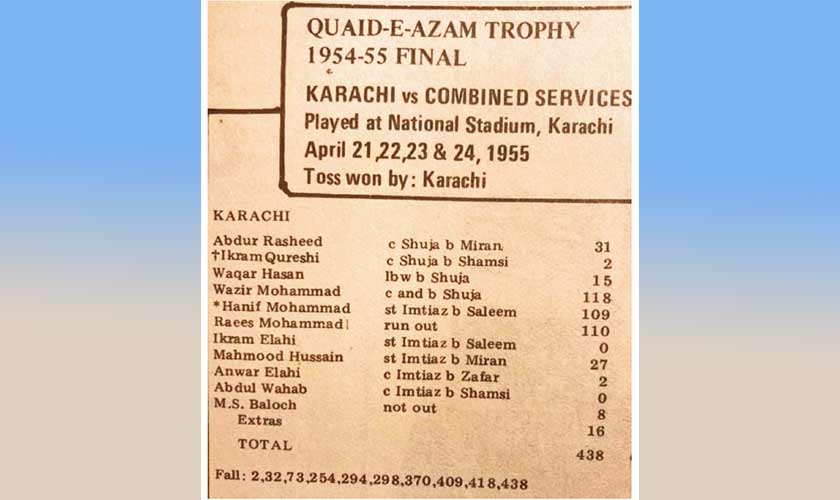 QUAID-E-AZAM TROPHY
1954-55 FINAL
KARACHI vs COMBINED SERVICES
Played at National Stadium, Karachi
April 21,22,23 & 24, 1955
Toss won by: Karachi
KARACHI
Abdur Rasheed c Shuja b Miran 31
†Ikram Qureshi c Shuja b Shamsi 2
Waqar Hasan lbw b Shuja 15
Wazir Mohammad c and b Shuja 118
*Hanif Mohammad st Imtiaz b Saleem 109
Raees Mohammad run out 110
Ikram Elahi st Imtiaz b Saleem 0
Mahmood Hussain st Imtiaz b Miran 27
Anwar Elahi c Imtiaz b Zafar 2
Abdul Wahab c Imtiaz b Shamsi 0
M.S. Baloch not out 8
Extras 16
TOTAL 438
Fall: 2,32,73,254,294,298,370,409,418,438